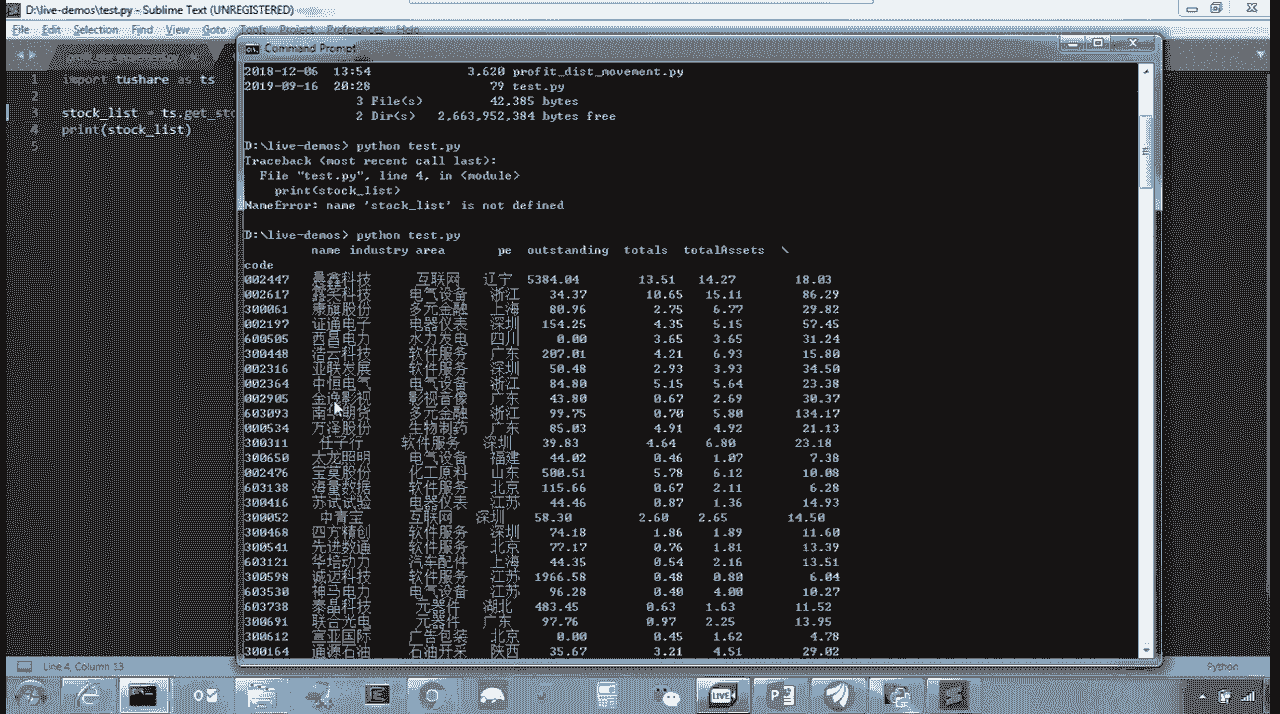 D:\live-demos\test.py - Sublime Text (UNREGISTERED)
File Edit Selection Find View Goto Tools Project Preferences Help
Command Prompt
1 import tushare as ts
2
3 stock_list = ts.get_sto
4 print(stock_list)
5
2018-12-06 13:54 3,620 profit_dist_movement.py
2019-09-16 20:28 79 test.py
3 File(s) 42,385 bytes
2 Dir(s) 2,663,952,384 bytes free
D:\live-demos> python test.py
Traceback (most recent call last):
File "test.py", line 4, in <module>
print(stock_list)
NameError: name 'stock_list' is not defined
D:\live-demos> python test.py
name industry area pe outstanding totals totalAssets \
code
002447 晨鑫科技 互联网 辽宁 5384.04 13.51 14.27 18.03
002617 露笑科技 电气设备 浙江 34.37 10.65 15.11 86.29
300061 康旗股份 多元金融 上海 80.96 2.75 6.77 29.82
002197 证通电子 电器仪表 深圳 154.25 4.35 5.15 57.45
600505 西昌电力 水力发电 四川 0.00 3.65 3.65 31.24
300448 浩云科技 软件服务 广东 207.01 4.21 6.93 15.80
002316 亚联发展 软件服务 深圳 50.48 2.93 3.93 34.50
002364 中恒电气 电气设备 浙江 84.80 5.15 5.64 23.38
002905 金逸影视 影视音像 广东 43.80 0.67 2.69 30.37
603093 南华期货 多元金融 浙江 99.75 0.70 5.80 134.17
000534 万泽股份 生物制药 广东 85.03 4.91 4.92 21.13
300311 任子行 软件服务 深圳 39.83 4.64 6.80 23.18
300650 太龙照明 电气设备 福建 44.02 0.46 1.07 7.38
002476 宝莫股份 化工原料 山东 500.51 5.78 6.12 10.08
603138 海量数据 软件服务 北京 115.66 0.67 2.11 6.28
300416 苏试试验 电器仪表 江苏 44.46 0.87 1.36 14.93
300052 中青宝 互联网 深圳 58.30 2.60 2.65 14.50
300468 四方精创 软件服务 深圳 74.18 1.86 1.89 11.60
300541 先进数通 软件服务 北京 77.17 0.76 1.81 13.39
603121 华培动力 汽车配件 上海 44.35 0.54 2.16 13.51
300598 诚迈科技 软件服务 江苏 1966.58 0.48 0.80 6.04
603530 神马电力 电气设备 江苏 96.28 0.40 4.00 10.27
603738 泰晶科技 元器件 湖北 483.45 0.63 1.63 11.52
300691 联合光电 元器件 广东 97.76 0.97 2.25 13.95
300612 宣亚国际 广告包装 北京 0.00 0.45 1.62 4.78
300164 通源石油 石油开采 陕西 35.67 3.21 4.51 29.02
Line 4, Column 13
Python
LIVE